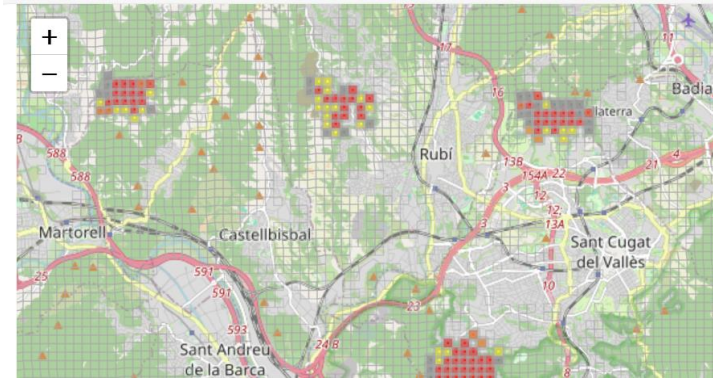 +
−
11
17
Badia
16
laterra
588
B
Rubí
4
21
588
13B
154A
22
3
12
12
Martorell
Castellbisbal
3
13A
Sant Cugat
del Vallès
25
591
591
10
23
593
24 B
Sant Andreu
de la Barca
8